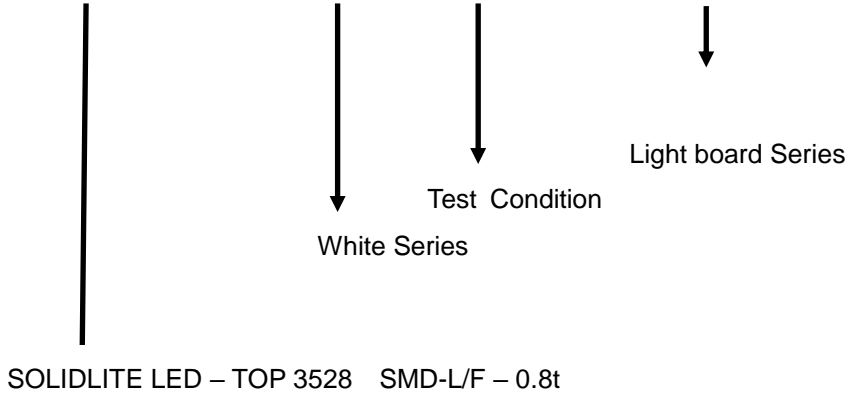 Light board Series
Test Condition
White Series
SOLIDLITE LED – TOP 3528 SMD-L/F – 0.8t